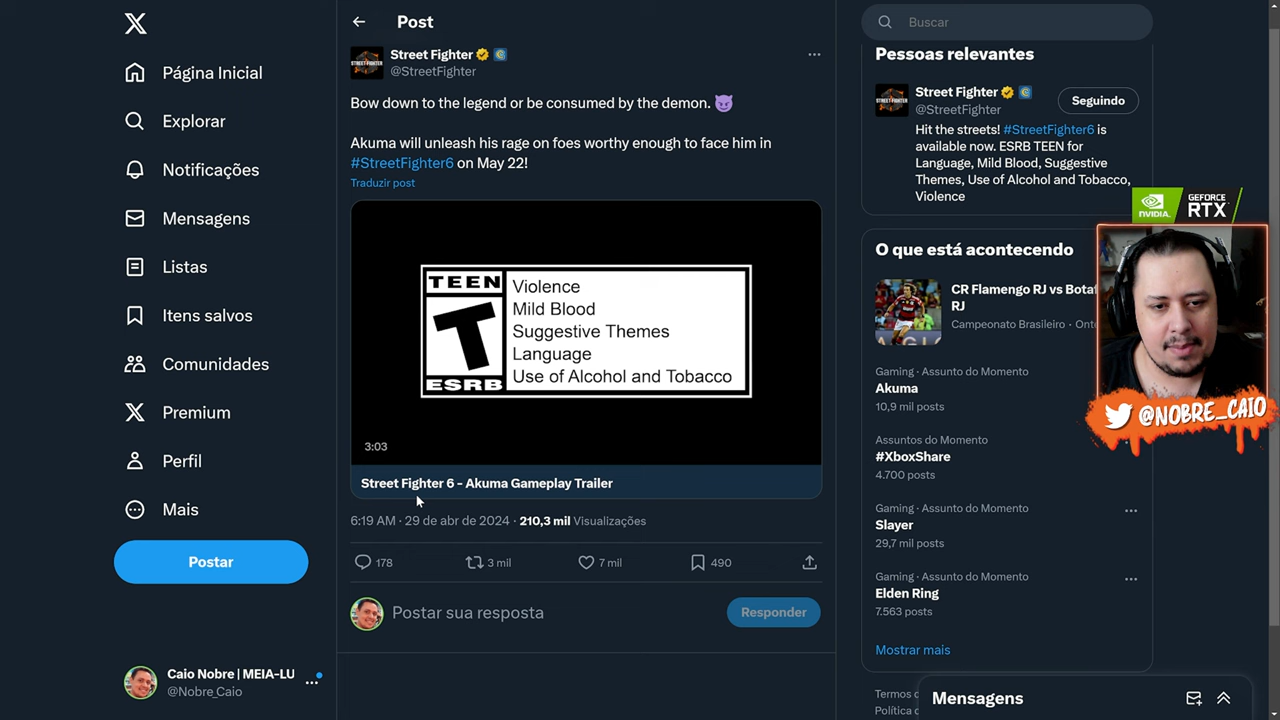 Página Inicial
Explorar
Notificações
Mensagens
Listas
Itens salvos
Comunidades
Premium
Perfil
Mais
Postar
Caio Nobre | MEIA-LU
@Nobre_Caio
Post
Street Fighter
@StreetFighter
Bow down to the legend or be consumed by the demon.
Akuma will unleash his rage on foes worthy enough to face him in
#StreetFighter6 on May 22!
Traduzir post
TEEN
T
ESRB
Violence
Mild Blood
Suggestive Themes
Language
Use of Alcohol and Tobacco
3:03
Street Fighter 6 - Akuma Gameplay Trailer
6:19 AM · 29 de abr de 2024 · 210,3 mil Visualizações
178 3 mil 7 mil 490
Postar sua resposta
Responder
Buscar
Pessoas relevantes
Street Fighter
@StreetFighter
Seguindo
Hit the streets! #StreetFighter6 is
available now. ESRB TEEN for
Language, Mild Blood, Suggestive
Themes, Use of Alcohol and Tobacco,
Violence
NVIDIA.
GEFORCE
RTX
@NOBRE_CAIO
O que está acontecendo
CR Flamengo RJ vs Botaf
RJ
Campeonato Brasileiro · Onte
Gaming · Assunto do Momento
Akuma
10,9 mil posts
Assuntos do Momento
#XboxShare
4.700 posts
Gaming · Assunto do Momento
Slayer
29,7 mil posts
Gaming · Assunto do Momento
Elden Ring
7.563 posts
Mostrar mais
Termos
Política
Mensagens